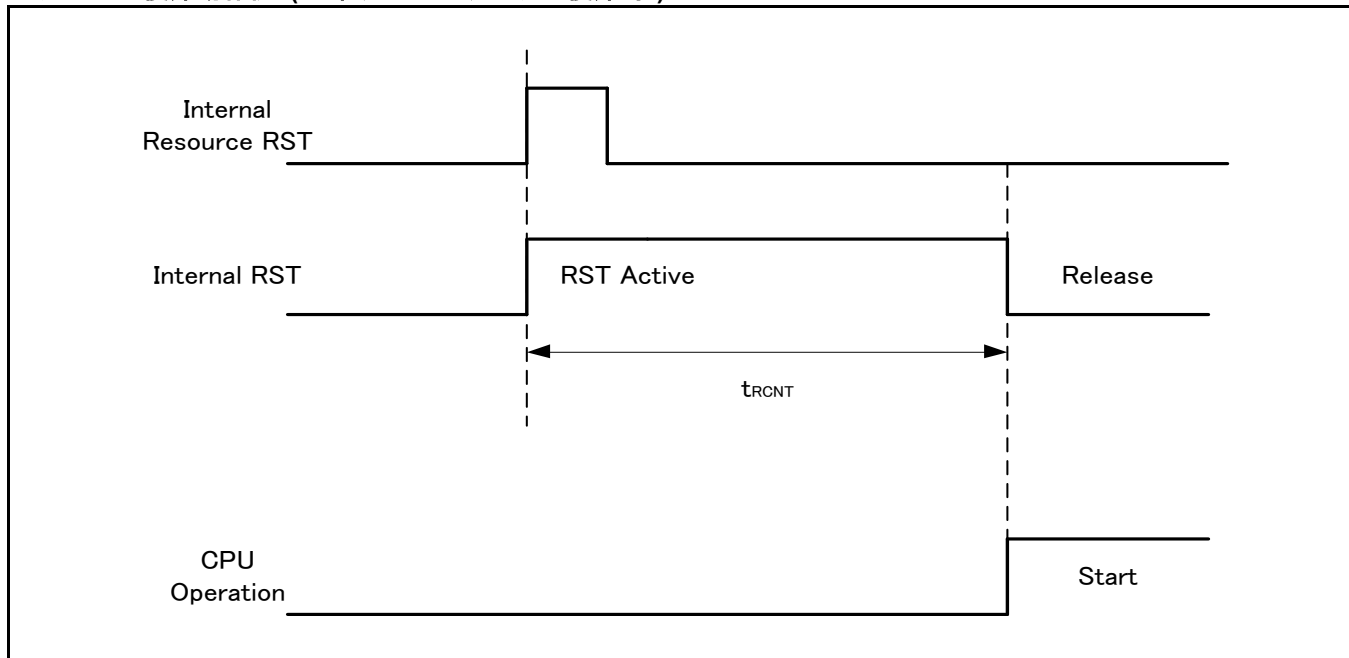 Internal
Resource RST
Internal RST
RST Active
Release
tRCNT
CPU
Operation
Start